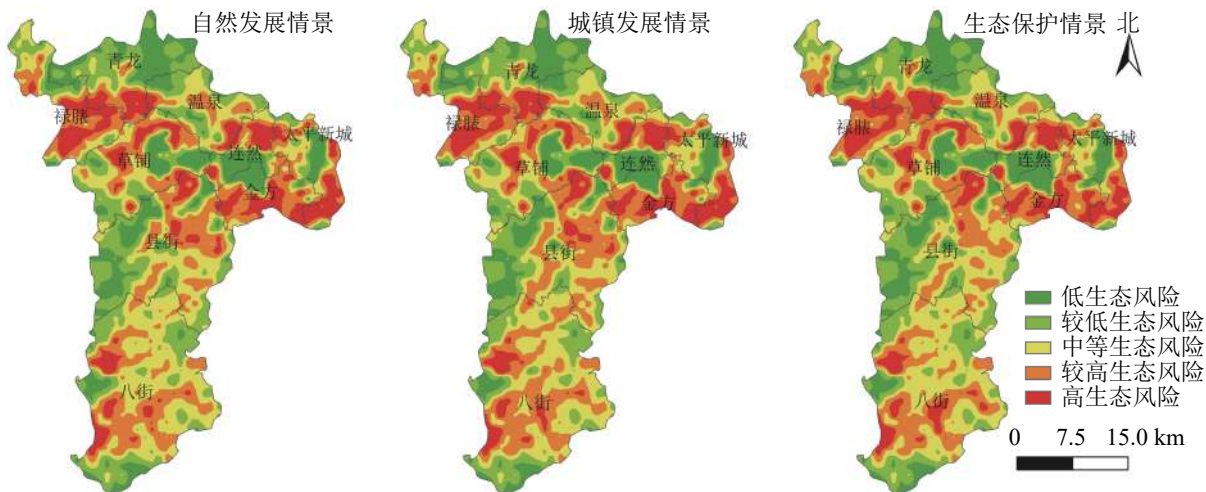 自然发展情景
城镇发展情景
生态保护情景 北
青龙
温泉
禄脿
太平新城
草铺
连然
金方
县街
八街
青龙
温泉
禄脿
太平新城
草铺
连然
金方
县街
八街
青龙
温泉
禄脿
太平新城
草铺
连然
金方
县街
八街
低生态风险
较低生态风险
中等生态风险
较高生态风险
高生态风险
0 7.5 15.0 km